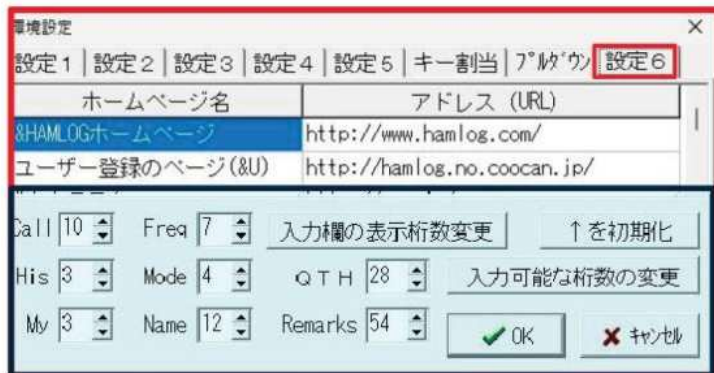 環境設定
設定1 設定2 設定3 設定4 設定5 キー割当 プルダウン 設定6
ホームページ名 アドレス (URL)
&HAMLOGホームページ http://www.hamlog.com/
ユーザー登録のページ(&U) http://hamlog.no.coocan.jp/
Call 10 Freq 7 入力欄の表示桁数変更 ↑を初期化
His 3 Mode 4 QTH 28 入力可能な桁数の変更
My 3 Name 12 Remarks 54 OK キャンセル